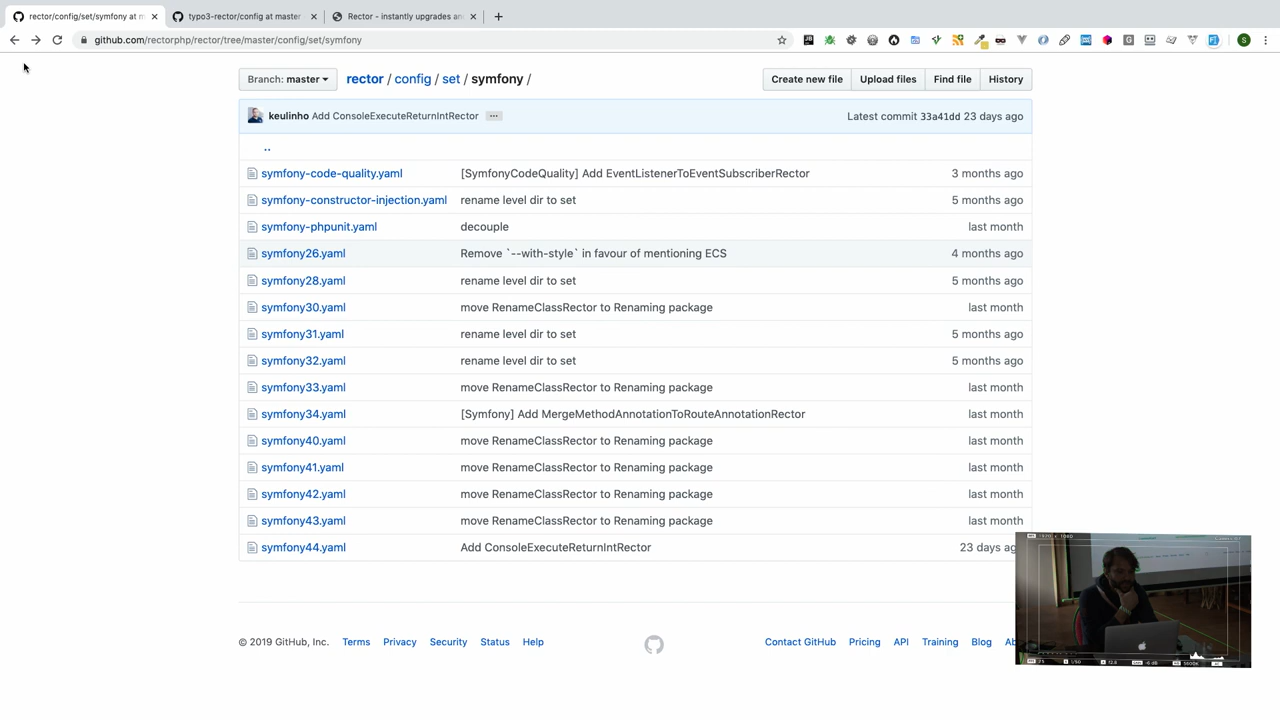 rector/config/set/symfony at m
typo3-rector/config at master
Rector - instantly upgrades an
github.com/rectorphp/rector/tree/master/config/set/symfony
Branch: master
rector / config / set / symfony /
Create new file
Upload files
Find file
History
keulinho Add ConsoleExecuteReturnIntRector ...
Latest commit 33a41dd 23 days ago
..
symfony-code-quality.yaml [SymfonyCodeQuality] Add EventListenerToEventSubscriberRector 3 months ago
symfony-constructor-injection.yaml rename level dir to set 5 months ago
symfony-phpunit.yaml decouple last month
symfony26.yaml Remove `--with-style` in favour of mentioning ECS 4 months ago
symfony28.yaml rename level dir to set 5 months ago
symfony30.yaml move RenameClassRector to Renaming package last month
symfony31.yaml rename level dir to set 5 months ago
symfony32.yaml rename level dir to set 5 months ago
symfony33.yaml move RenameClassRector to Renaming package last month
symfony34.yaml [Symfony] Add MergeMethodAnnotationToRouteAnnotationRector last month
symfony40.yaml move RenameClassRector to Renaming package last month
symfony41.yaml move RenameClassRector to Renaming package last month
symfony42.yaml move RenameClassRector to Renaming package last month
symfony43.yaml move RenameClassRector to Renaming package last month
symfony44.yaml Add ConsoleExecuteReturnIntRector 23 days ag
© 2019 GitHub, Inc. Terms Privacy Security Status Help
Contact GitHub Pricing API Training Blog Ab